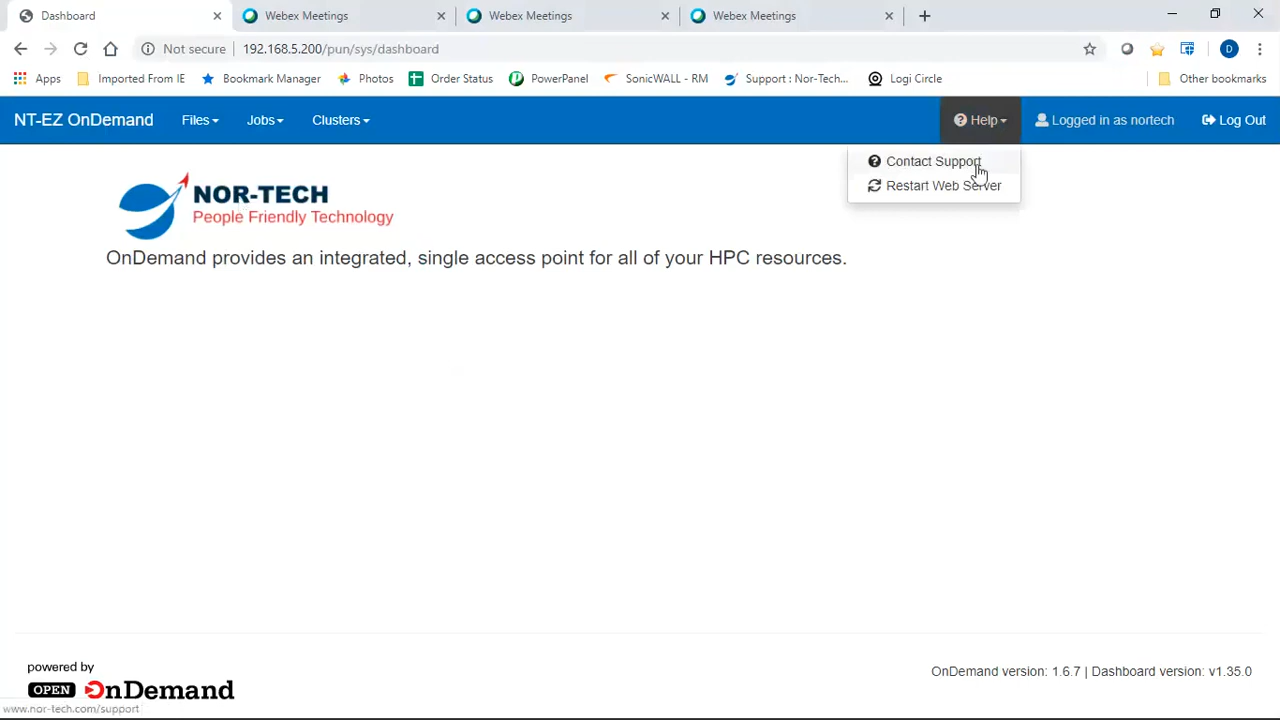 Dashboard
Webex Meetings
Webex Meetings
Webex Meetings
Not secure
192.168.5.200/pun/sys/dashboard
D
Apps
Imported From IE
Bookmark Manager
Photos
Order Status
PowerPanel
SonicWALL - RM
Support : Nor-Tech...
Logi Circle
Other bookmarks
NT-EZ OnDemand
Files
Jobs
Clusters
Help
Logged in as nortech
Log Out
Contact Support
Restart Web Server
NOR-TECH
People Friendly Technology
OnDemand provides an integrated, single access point for all of your HPC resources.
powered by
OPEN OnDemand
OnDemand version: 1.6.7 | Dashboard version: v1.35.0
www.nor-tech.com/support